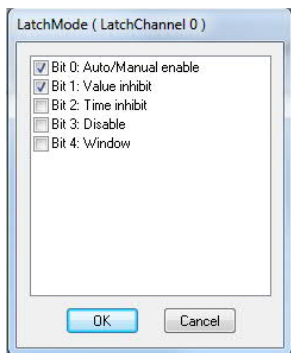 LatchMode ( LatchChannel 0 )
Bit 0: Auto/Manual enable
Bit 1: Value inhibit
Bit 2: Time inhibit
Bit 3: Disable
Bit 4: Window
OK
Cancel